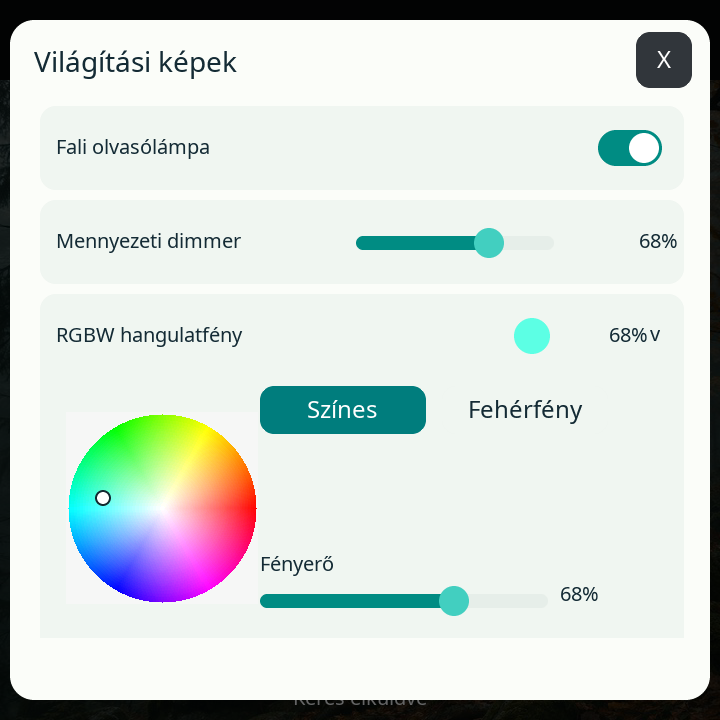 Világítási képek
X
Fali olvasólámpa
Mennyezeti dimmer 68%
RGBW hangulatfény 68% v
Színes Fehérfény
Fényerő
68%